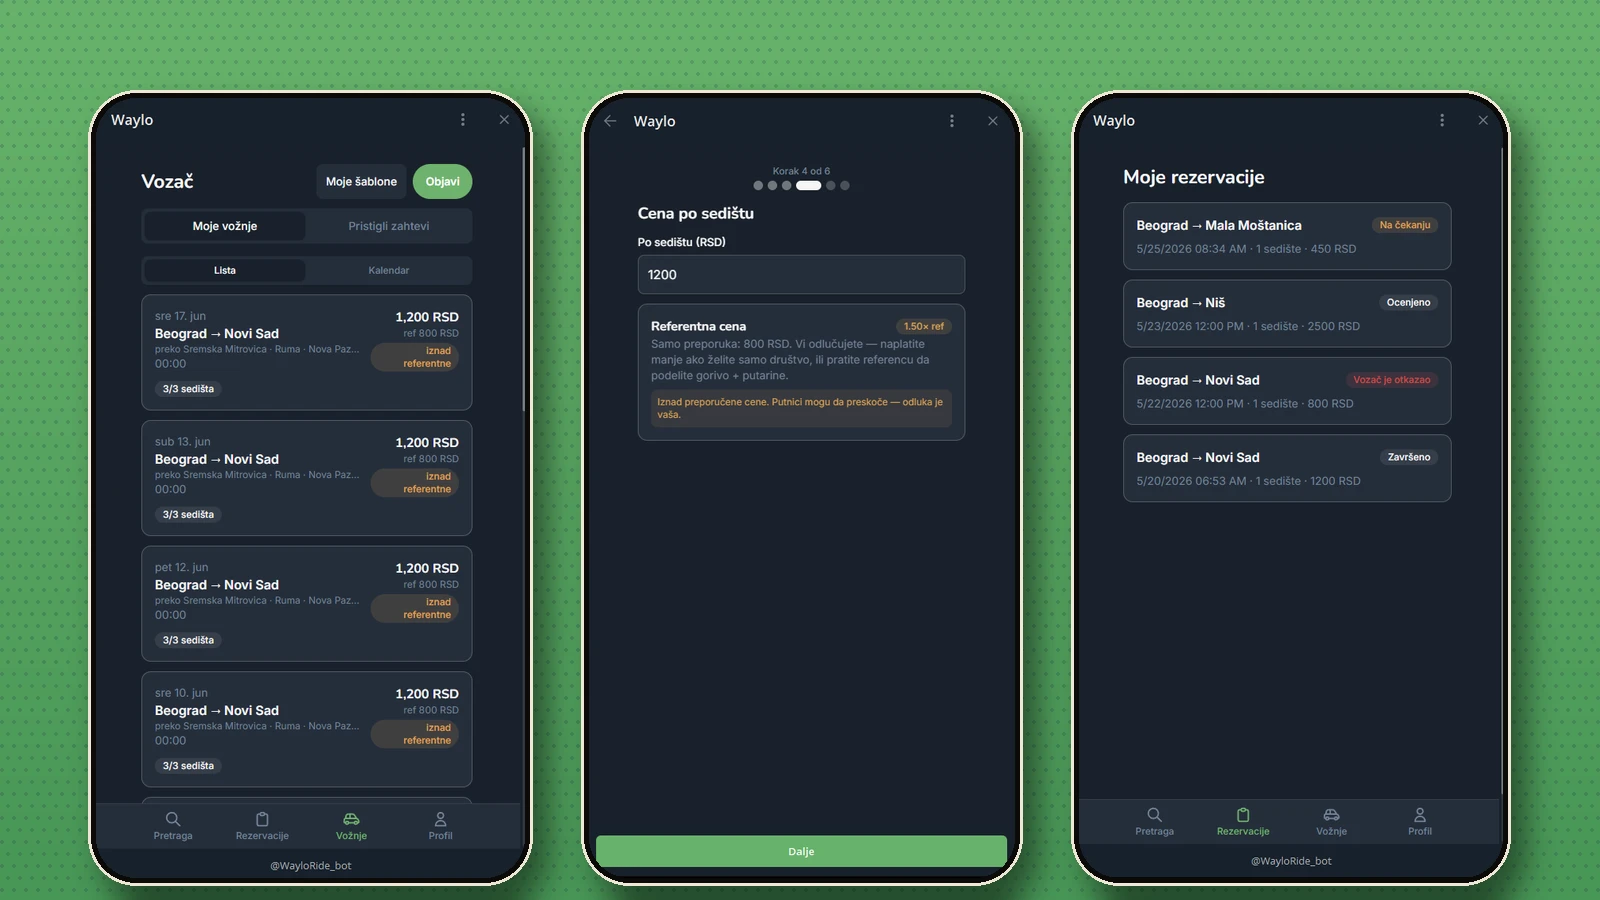 Waylo
Vozač
Moje šablone
Objavi
Moje vožnje
Pristigli zahtevi
Lista
Kalendar
sre 17. jun
1,200 RSD
Beograd → Novi Sad
ref 800 RSD
preko Sremska Mitrovica · Ruma · Nova Paz...
iznad
referentne
00:00
3/3 sedišta
sub 13. jun
1,200 RSD
Beograd → Novi Sad
ref 800 RSD
preko Sremska Mitrovica · Ruma · Nova Paz...
iznad
referentne
00:00
3/3 sedišta
pet 12. jun
1,200 RSD
Beograd → Novi Sad
ref 800 RSD
preko Sremska Mitrovica · Ruma · Nova Paz...
iznad
referentne
00:00
3/3 sedišta
sre 10. jun
1,200 RSD
Beograd → Novi Sad
ref 800 RSD
preko Sremska Mitrovica · Ruma · Nova Paz...
iznad
referentne
00:00
3/3 sedišta
Pretraga
Rezervacije
Vožnje
Profil
@WayloRide_bot
Waylo
Korak 4 od 6
Cena po sedištu
Po sedištu (RSD)
1200
Referentna cena
1.50× ref
Samo preporuka: 800 RSD. Vi odlučujete — naplatite
manje ako želite samo društvo, ili pratite referencu da
podelite gorivo + putarine.
Iznad preporučene cene. Putnici mogu da preskoče — odluka je
vaša.
Dalje
Waylo
Moje rezervacije
Beograd → Mala Moštanica
Na čekanju
5/25/2026 08:34 AM · 1 sedište · 450 RSD
Beograd → Niš
Ocenjeno
5/23/2026 12:00 PM · 1 sedište · 2500 RSD
Beograd → Novi Sad
Vozač je otkazao
5/22/2026 12:00 PM · 1 sedište · 800 RSD
Beograd → Novi Sad
Završeno
5/20/2026 06:53 AM · 1 sedište · 1200 RSD
Pretraga
Rezervacije
Vožnje
Profil
@WayloRide_bot